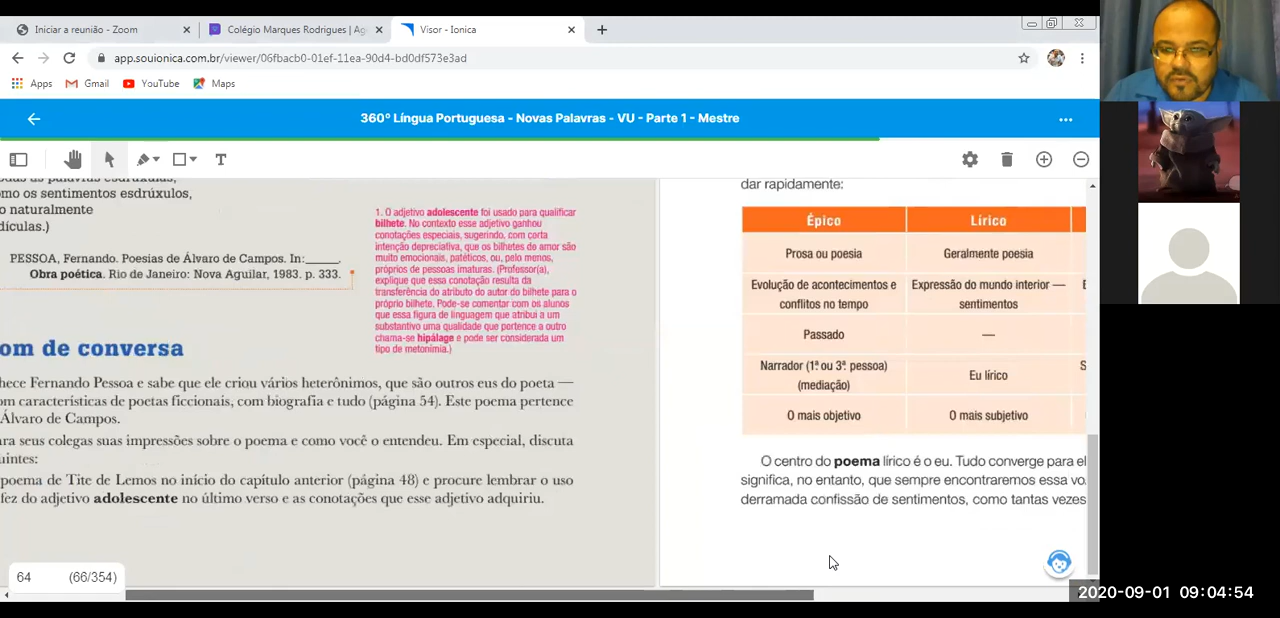 Iniciar a reunião - Zoom
Colégio Marques Rodrigues | Ag
Visor - Ionica
app.souionica.com.br/viewer/06fbacb0-01ef-11ea-90d4-bd0df573e3ad
Apps
Gmail
YouTube
Maps
360º Língua Portuguesa - Novas Palavras - VU - Parte 1 - Mestre
T
odas as palavras esdrúxulas,
omo os sentimentos esdrúxulos,
o naturalmente
dículas.)
PESSOA, Fernando. Poesias de Álvaro de Campos. In:_____.
Obra poética. Rio de Janeiro: Nova Aguilar, 1983. p. 333.
1. O adjetivo adolescente foi usado para qualificar
bilhete. No contexto esse adjetivo ganhou
conotações especiais, sugerindo, com certa
intenção depreciativa, que os bilhetes de amor são
muito emocionais, patéticos, ou, pelo menos,
próprios de pessoas imaturas. (Professor(a),
explique que essa conotação resulta da
transferência do atributo do autor do bilhete para o
próprio bilhete. Pode-se comentar com os alunos
que essa figura de linguagem que atribui a um
substantivo uma qualidade que pertence a outro
chama-se hipálage e pode ser considerada um
tipo de metonímia.)
om de conversa
hece Fernando Pessoa e sabe que ele criou vários heterônimos, que são outros eus do poeta —
om características de poetas ficcionais, com biografia e tudo (página 54). Este poema pertence
Álvaro de Campos.
ara seus colegas suas impressões sobre o poema e como você o entendeu. Em especial, discuta
uintes:
poema de Tite de Lemos no início do capítulo anterior (página 48) e procure lembrar o uso
fez do adjetivo adolescente no último verso e as conotações que esse adjetivo adquiriu.
64 (66/354)
dar rapidamente:
Épico Lírico
Prosa ou poesia Geralmente poesia
Evolução de acontecimentos e Expressão do mundo interior —
conflitos no tempo sentimentos
Passado —
Narrador (1ª ou 3ª pessoa) Eu lírico S
(mediação)
O mais objetivo O mais subjetivo
O centro do poema lírico é o eu. Tudo converge para el
significa, no entanto, que sempre encontraremos essa vo
derramada confissão de sentimentos, como tantas vezes
2020-09-01 09:04:54